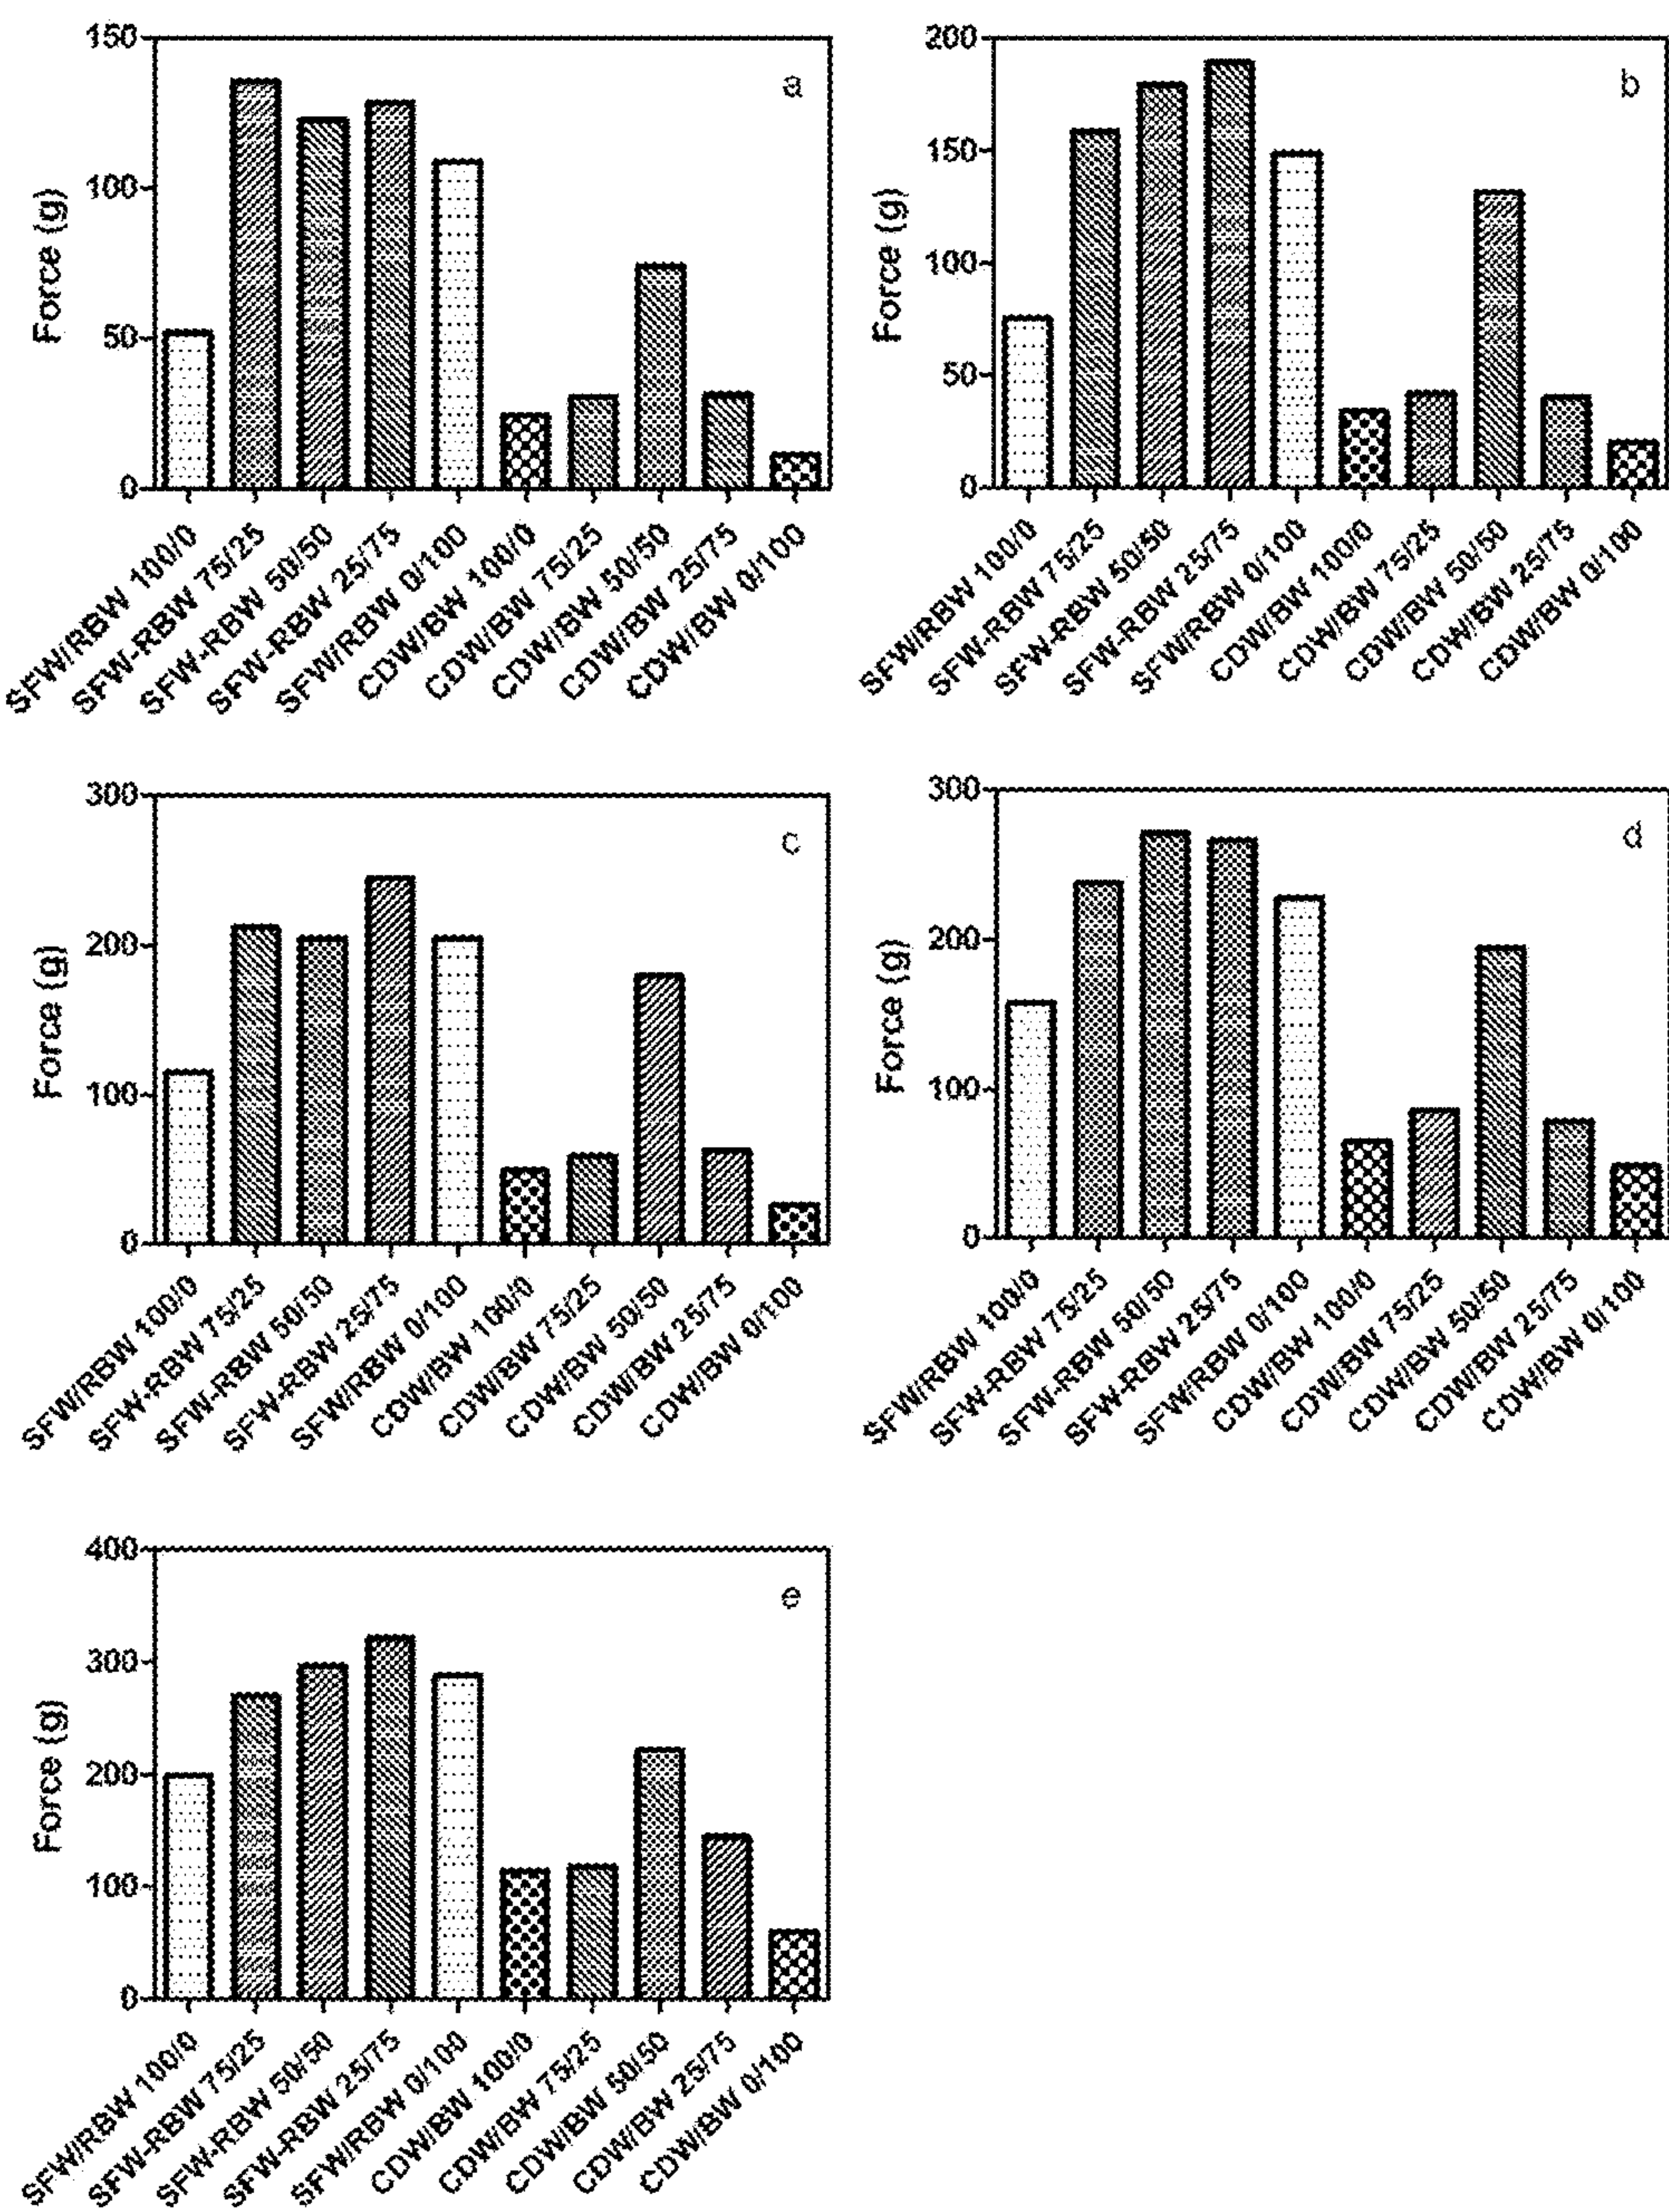 150
100
50
0
Force (g)
a
SFW/RBW 100/0
SFW-RBW 75/25
SFW-RBW 50/50
SFW-RBW 25/75
SFW/RBW 0/100
CDW/BW 100/0
CDW/BW 75/25
CDW/BW 50/50
CDW/BW 25/75
CDW/BW 0/100
200
150
100
50
0
Force (g)
b
SFW/RBW 100/0
SFW-RBW 75/25
SFW-RBW 50/50
SFW-RBW 25/75
SFW/RBW 0/100
CDW/BW 100/0
CDW/BW 75/25
CDW/BW 50/50
CDW/BW 25/75
CDW/BW 0/100
300
200
100
0
Force (g)
c
SFW/RBW 100/0
SFW-RBW 75/25
SFW-RBW 50/50
SFW-RBW 25/75
SFW/RBW 0/100
CDW/BW 100/0
CDW/BW 75/25
CDW/BW 50/50
CDW/BW 25/75
CDW/BW 0/100
300
200
100
0
Force (g)
d
SFW/RBW 100/0
SFW-RBW 75/25
SFW-RBW 50/50
SFW-RBW 25/75
SFW/RBW 0/100
CDW/BW 100/0
CDW/BW 75/25
CDW/BW 50/50
CDW/BW 25/75
CDW/BW 0/100
400
300
200
100
0
Force (g)
e
SFW/RBW 100/0
SFW-RBW 75/25
SFW-RBW 50/50
SFW-RBW 25/75
SFW/RBW 0/100
CDW/BW 100/0
CDW/BW 75/25
CDW/BW 50/50
CDW/BW 25/75
CDW/BW 0/100